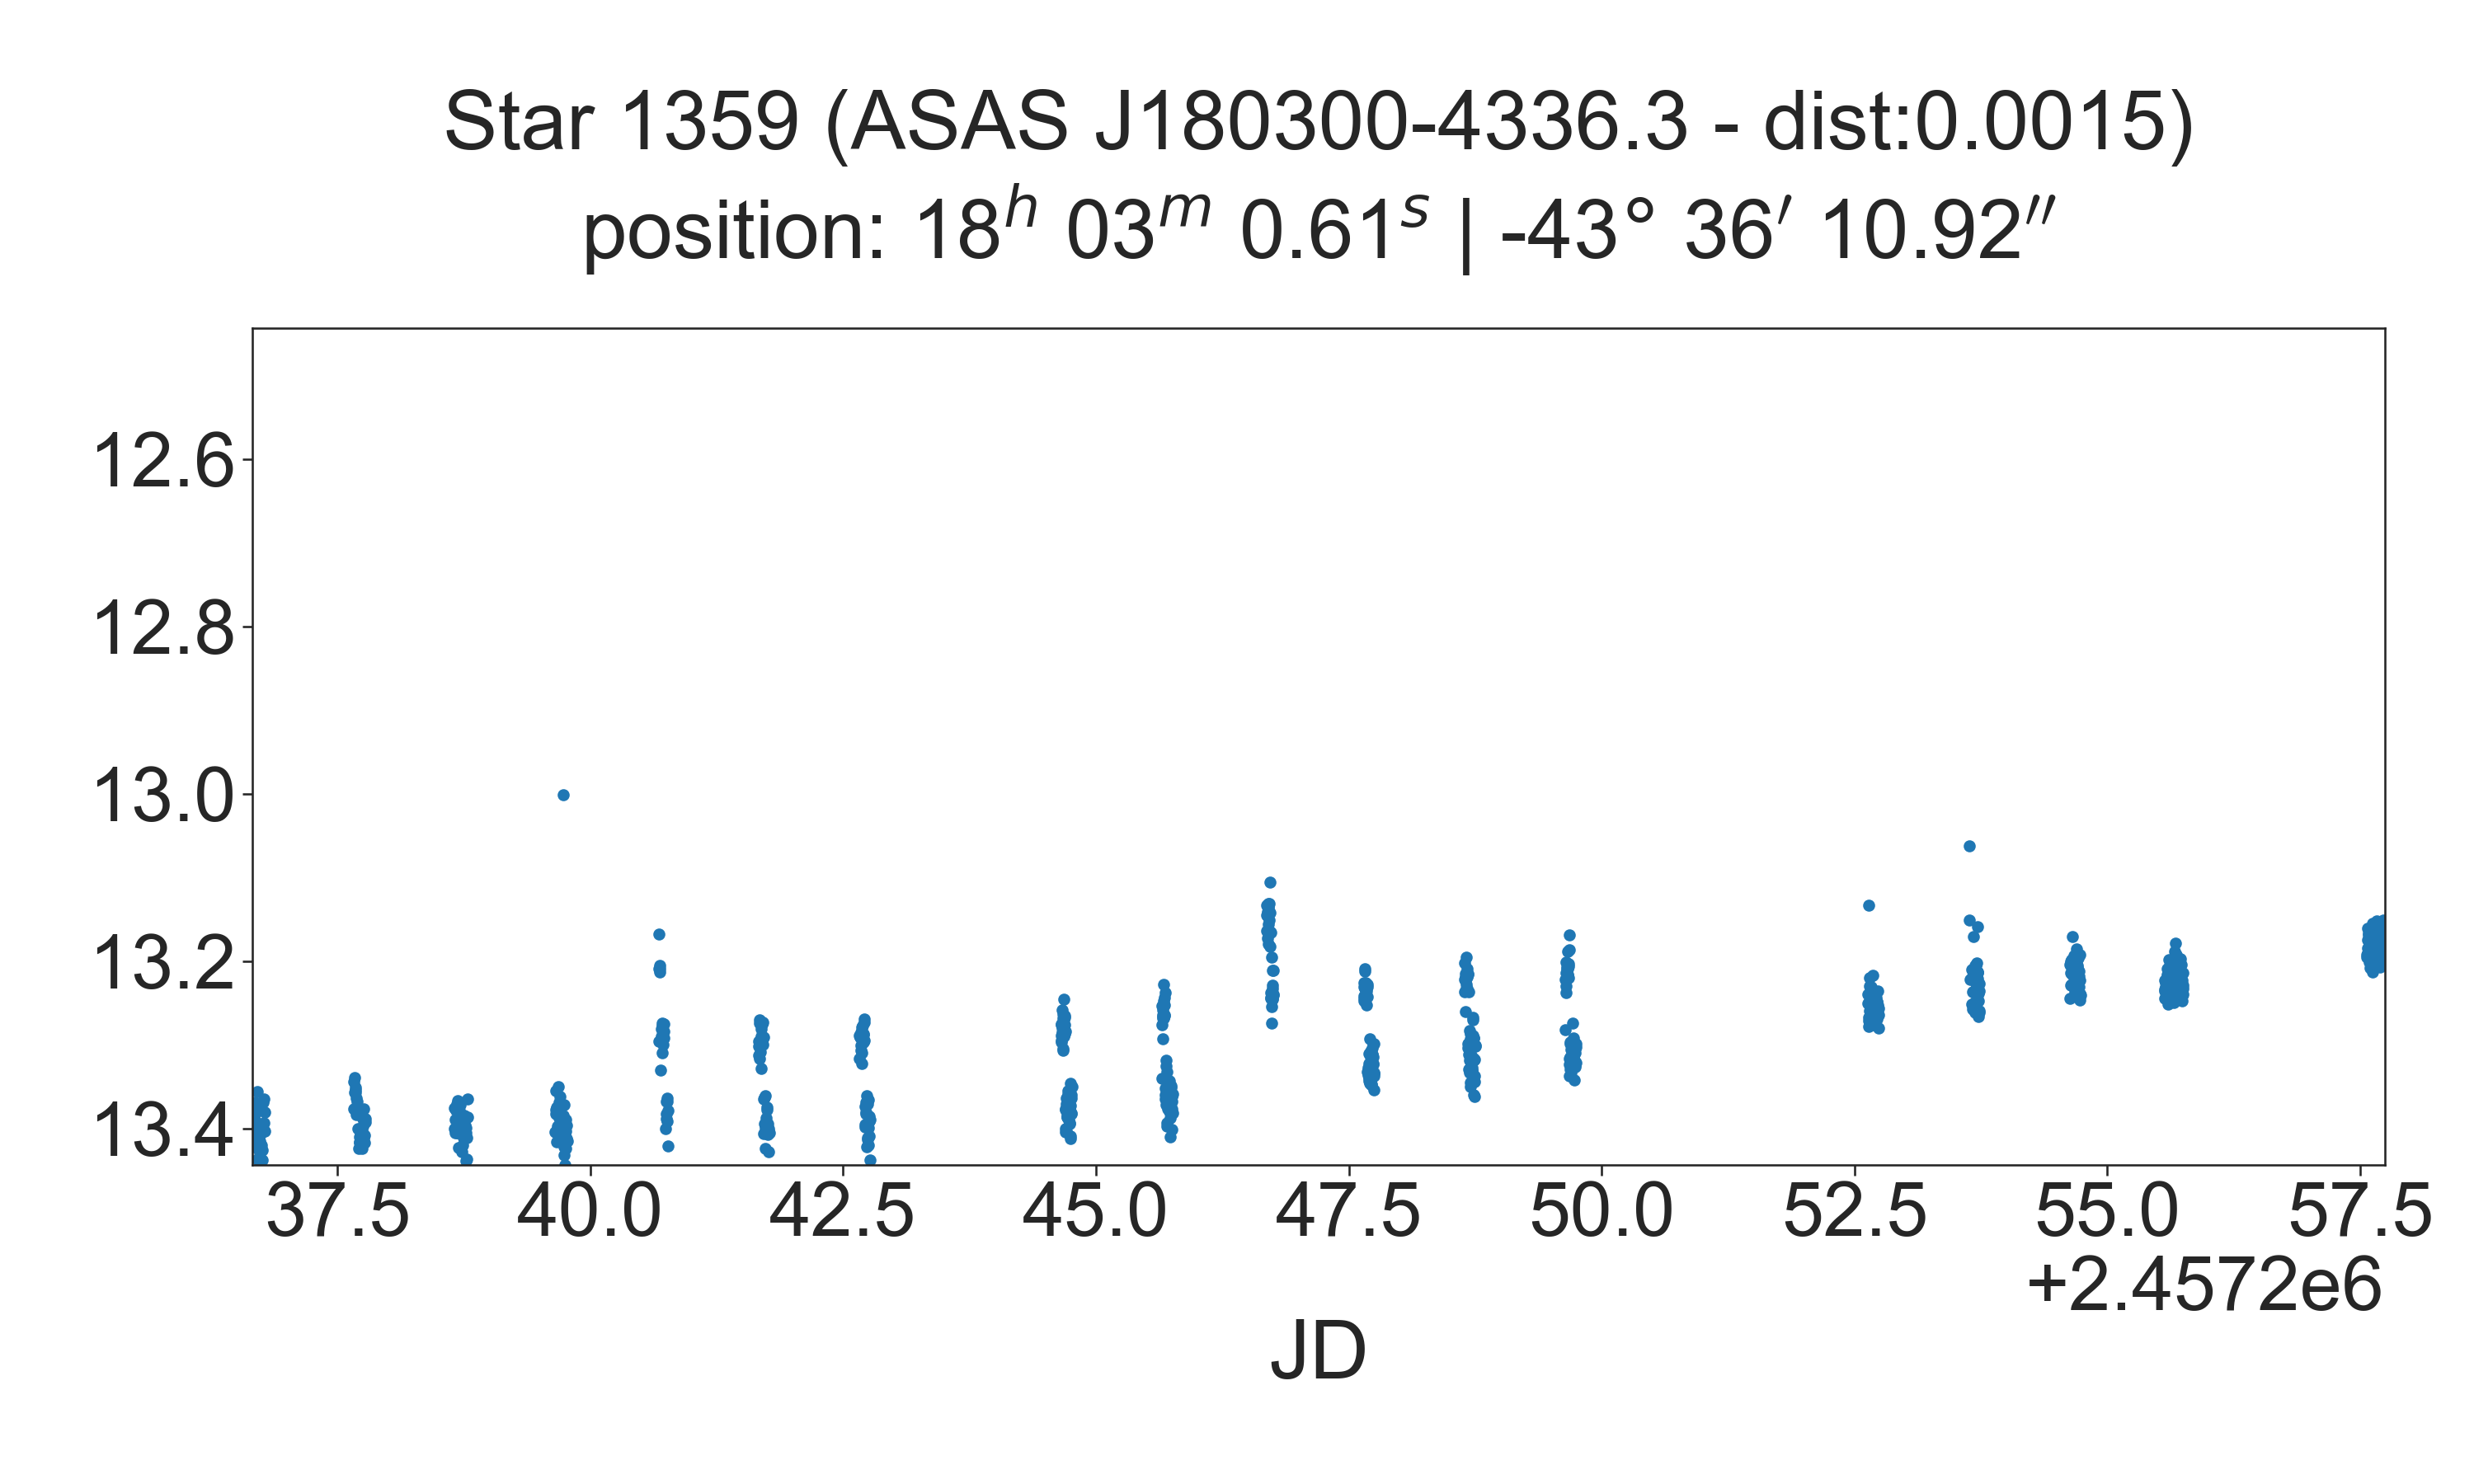 Star 1359 (ASAS J180300-4336.3 - dist:0.0015)
position: 18ʰ 03ᵐ 0.61ˢ | -43° 36′ 10.92″
12.6
12.8
13.0
13.2
13.4
37.5 40.0 42.5 45.0 47.5 50.0 52.5 55.0 57.5
+2.4572e6
JD